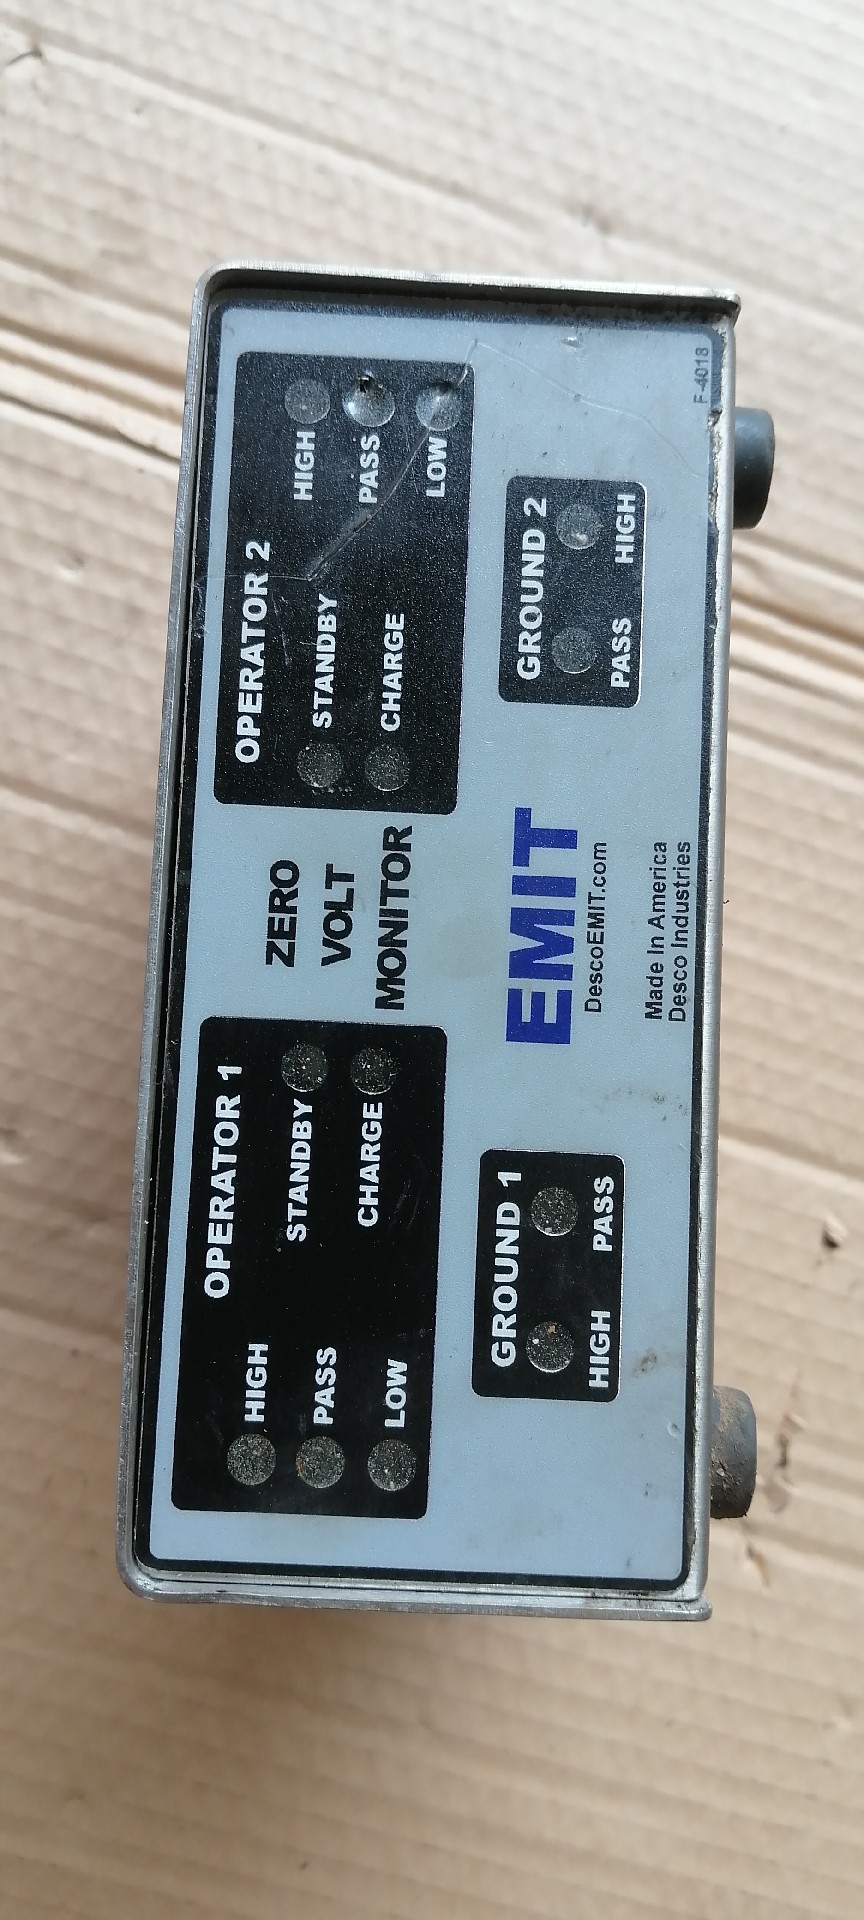 OPERATOR 1
HIGH
PASS
LOW
STANDBY
CHARGE
ZERO
VOLT
MONITOR
OPERATOR 2
STANDBY
CHARGE
HIGH
PASS
LOW
GROUND 1
HIGH PASS
EMIT
DescoEMIT.com
Made In America
Desco Industries
GROUND 2
PASS HIGH
F-4018